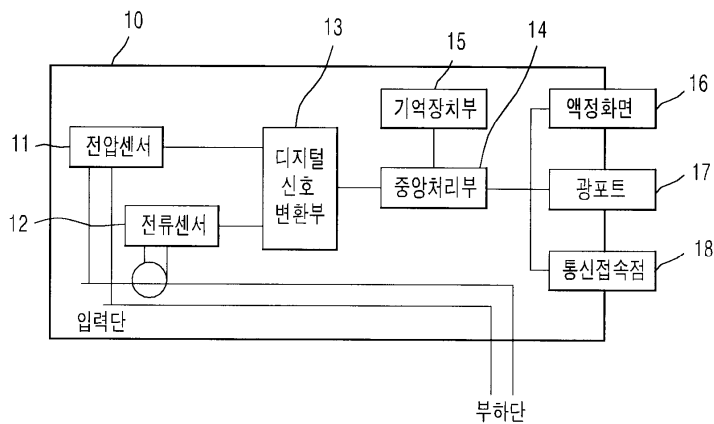 10
13
15
14
기억장치부
액정화면
16
11
전압센서
디지털
신호
변환부
중앙처리부
광포트
17
12
전류센서
통신접속점
18
입력단
부하단